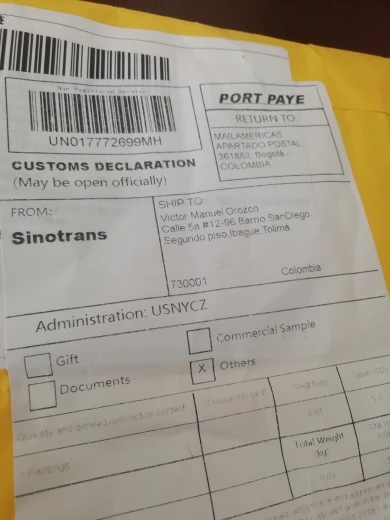 UN017772699MH
CUSTOMS DECLARATION
(May be open officially)
PORT PAYE
RETURN TO
MAILAMERICAS
APARTADO POSTAL
361883. Bogotá -
COLOMBIA
FROM:
Sinotrans
SHIP TO
Victor Manuel Orozco
Calle 5a #12-96 Barrio SanDiego
Segundo piso,Ibague Tolima
730001
Colombia
Administration: USNYCZ
Gift
Commercial Sample
Documents
X Others
Total Weight
(kg)